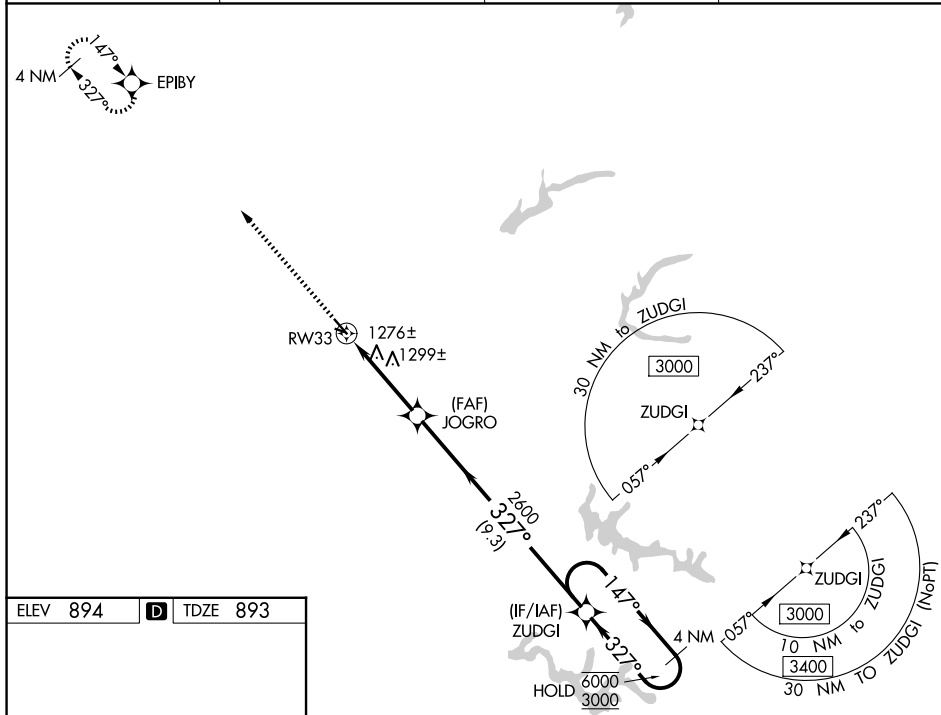 147°
4 NM
327°
EPIBY
RW33
1276±
1299±
(FAF)
JOGRO
30 NM to ZUDGI
3000
237°
ZUDGI
057°
2600
327°
(9.3)
237°
ZUDGI
057°
3000
10 NM to ZUDGI
3400
30 NM TO ZUDGI (NoPT)
147°
(IF/IAF)
ZUDGI
4 NM
327°
HOLD
6000
3000
ELEV 894 D TDZE 893